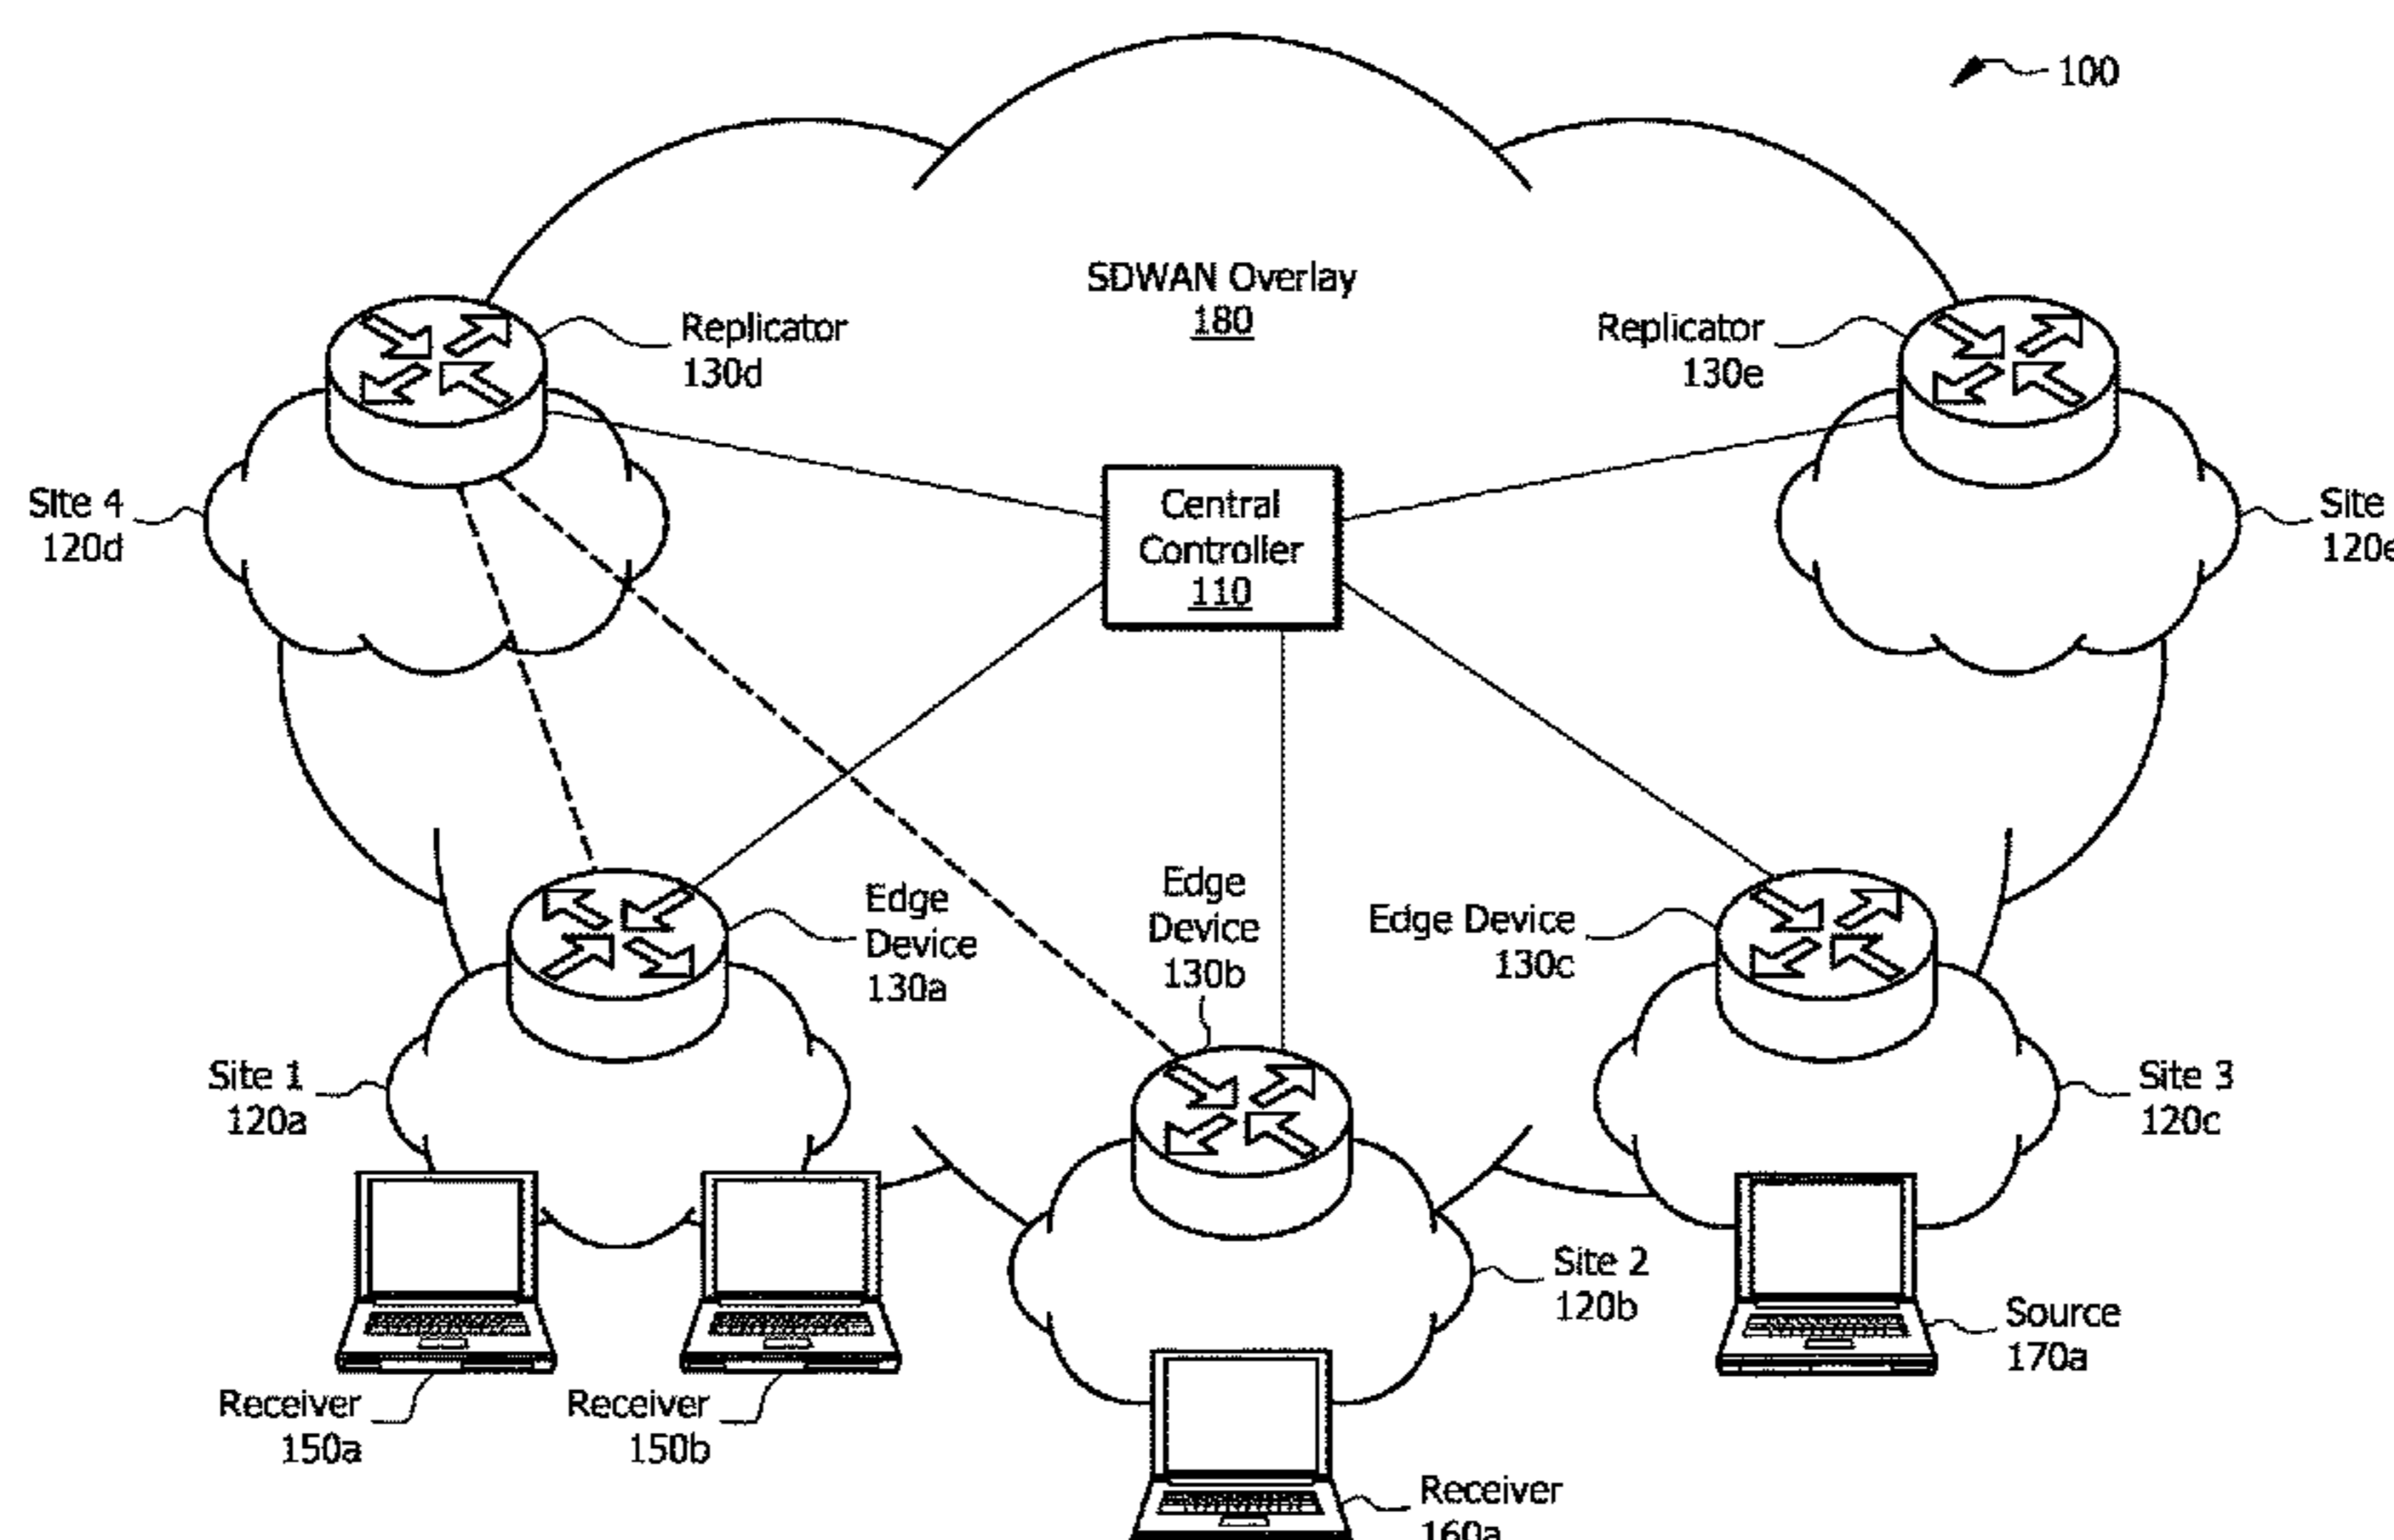 100
SDWAN Overlay
180
Replicator
130d
Replicator
130e
Central
Controller
110
Site 4
120d
Site
120e
Edge
Device
130a
Edge
Device
130b
Edge Device
130c
Site 1
120a
Site 3
120c
Site 2
120b
Source
170a
Receiver
150a
Receiver
150b
Receiver
160a